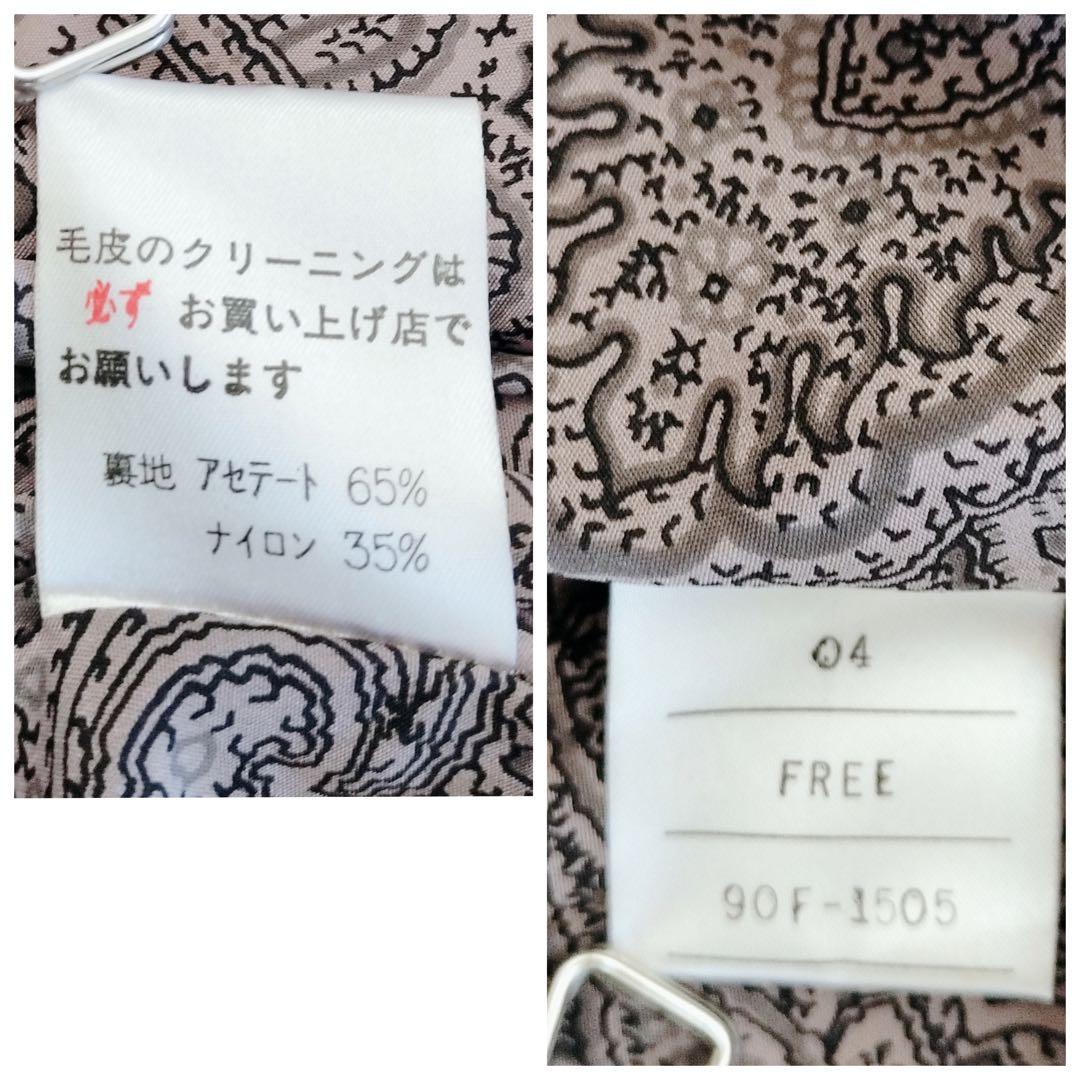 毛皮のクリーニングは
必ず お買い上げ店で
お願いします
裏地 アセテート 65%
ナイロン 35%
04
FREE
90F-1505